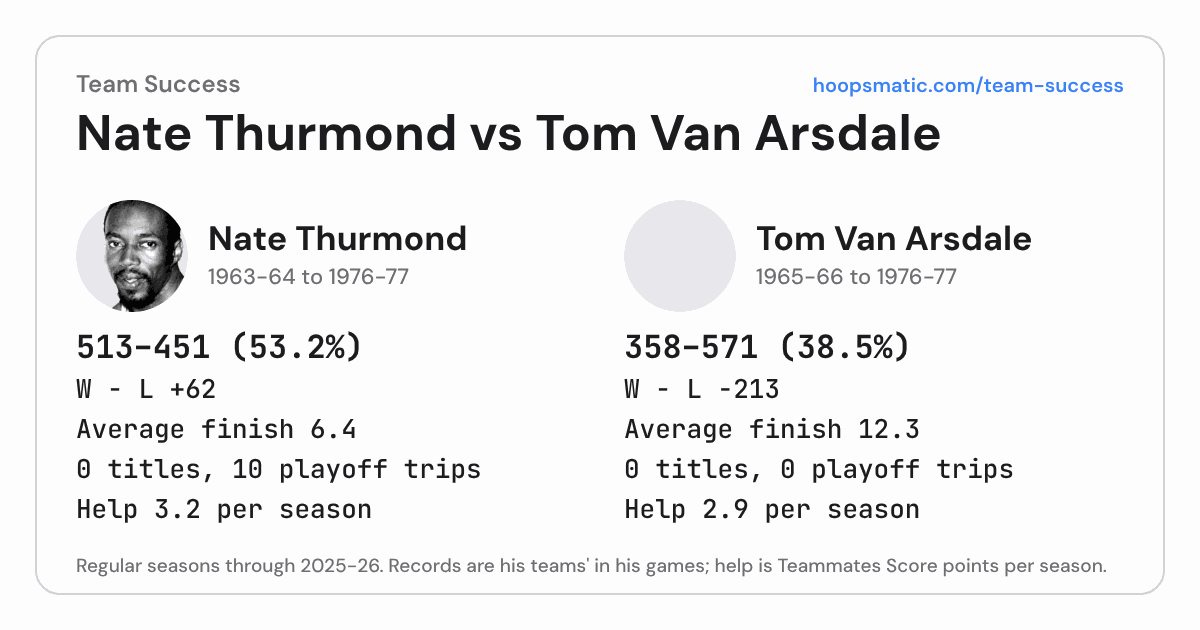 Team Success
hoopsmatic.com/team-success
Nate Thurmond vs Tom Van Arsdale
Nate Thurmond
1963-64 to 1976-77
513-451 (53.2%)
W - L +62
Average finish 6.4
0 titles, 10 playoff trips
Help 3.2 per season
Tom Van Arsdale
1965-66 to 1976-77
358-571 (38.5%)
W - L -213
Average finish 12.3
0 titles, 0 playoff trips
Help 2.9 per season
Regular seasons through 2025-26. Records are his teams' in his games; help is Teammates Score points per season.